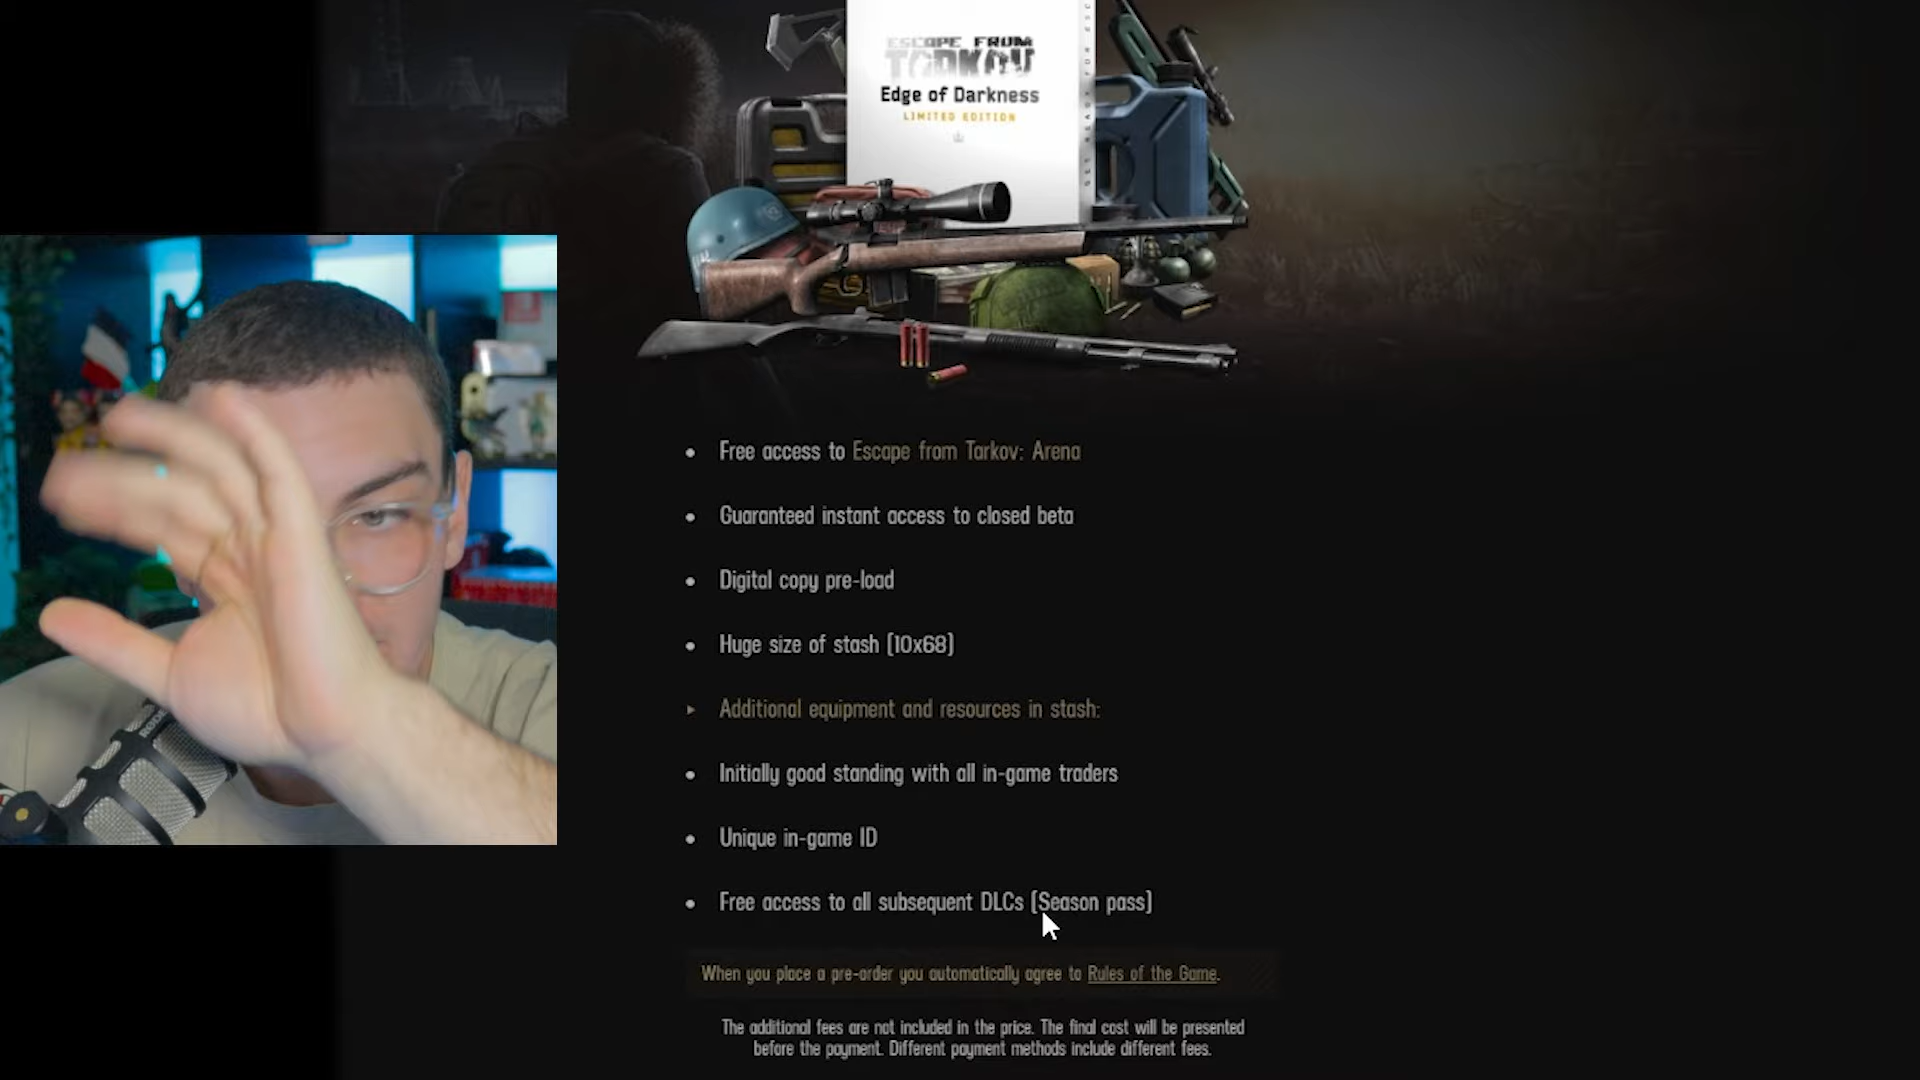 ESCAPE FROM
TARKOV
Edge of Darkness
LIMITED EDITION
Free access to Escape from Tarkov: Arena
Guaranteed instant access to closed beta
Digital copy pre-load
Huge size of stash (10x68)
Additional equipment and resources in stash:
Initially good standing with all in-game traders
Unique in-game ID
Free access to all subsequent DLCs (Season pass)
When you place a pre-order you automatically agree to Rules of the Game.
The additional fees are not included in the price. The final cost will be presented
before the payment. Different payment methods include different fees.
RODE